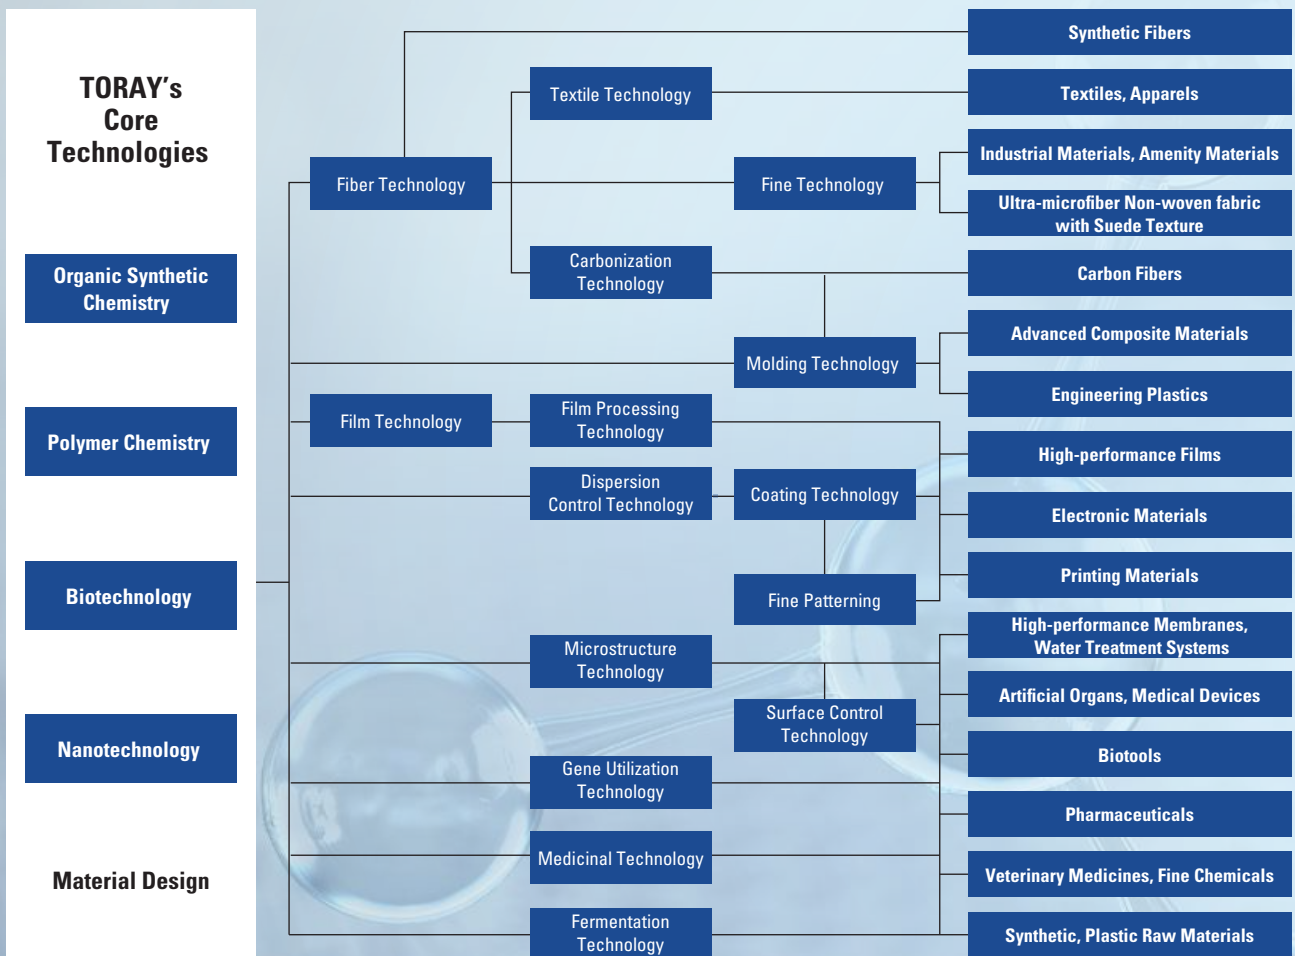 TORAY's
Core
Technologies
Organic Synthetic
Chemistry
Polymer Chemistry
Biotechnology
Nanotechnology
Material Design
Fiber Technology
Film Technology
Textile Technology
Carbonization
Technology
Film Processing
Technology
Dispersion
Control Technology
Microstructure
Technology
Gene Utilization
Technology
Medicinal Technology
Fermentation
Technology
Fine Technology
Molding Technology
Coating Technology
Fine Patterning
Surface Control
Technology
Synthetic Fibers
Textiles, Apparels
Industrial Materials, Amenity Materials
Ultra-microfiber Non-woven fabric
with Suede Texture
Carbon Fibers
Advanced Composite Materials
Engineering Plastics
High-performance Films
Electronic Materials
Printing Materials
High-performance Membranes,
Water Treatment Systems
Artificial Organs, Medical Devices
Biotools
Pharmaceuticals
Veterinary Medicines, Fine Chemicals
Synthetic, Plastic Raw Materials